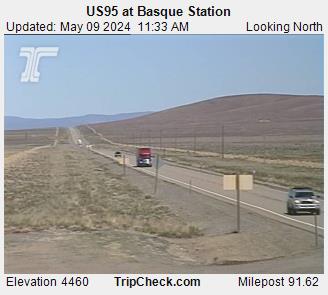 US95 at Basque Station
Updated: May 09 2024 11:33 AM Looking North
Elevation 4460 TripCheck.com Milepost 91.62